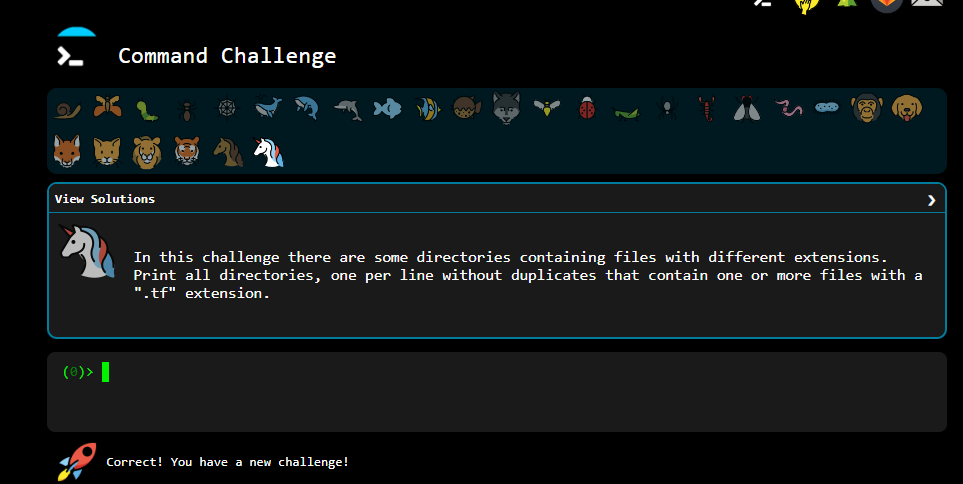 Command Challenge
View Solutions
In this challenge there are some directories containing files with different extensions.
Print all directories, one per line without duplicates that contain one or more files with a
".tf" extension.
(0)>
Correct! You have a new challenge!